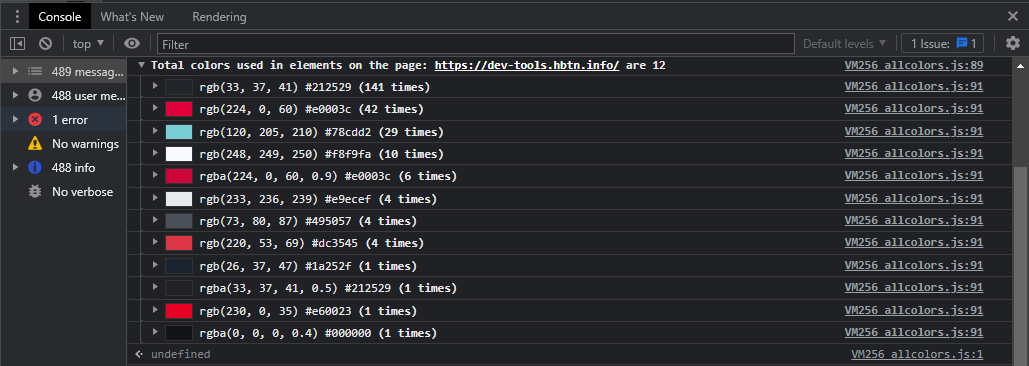 Console What's New Recording
top Filter Default levels 1 Issue: 1
489 messag...
488 user me...
1 error
No warnings
488 info
No verbose
Total colors used in elements on the page: https://dev-tools.hbtn.info/ are 12 VM256 allcolors.js:89
rgb(33, 37, 41) #212529 (141 times) VM256 allcolors.js:91
rgb(224, 0, 60) #e0003c (42 times) VM256 allcolors.js:91
rgb(120, 205, 210) #78cdd2 (29 times) VM256 allcolors.js:91
rgb(248, 249, 250) #f8f9fa (10 times) VM256 allcolors.js:91
rgba(224, 0, 60, 0.9) #e0003c (6 times) VM256 allcolors.js:91
rgb(233, 236, 239) #e9ecef (4 times) VM256 allcolors.js:91
rgb(73, 80, 87) #495057 (4 times) VM256 allcolors.js:91
rgb(220, 53, 69) #dc3545 (4 times) VM256 allcolors.js:91
rgb(26, 37, 47) #1a252f (1 times) VM256 allcolors.js:91
rgba(33, 37, 41, 0.5) #212529 (1 times) VM256 allcolors.js:91
rgb(230, 0, 35) #e60023 (1 times) VM256 allcolors.js:91
rgba(0, 0, 0, 0.4) #000000 (1 times) VM256 allcolors.js:91
undefined VM256 allcolors.js:1